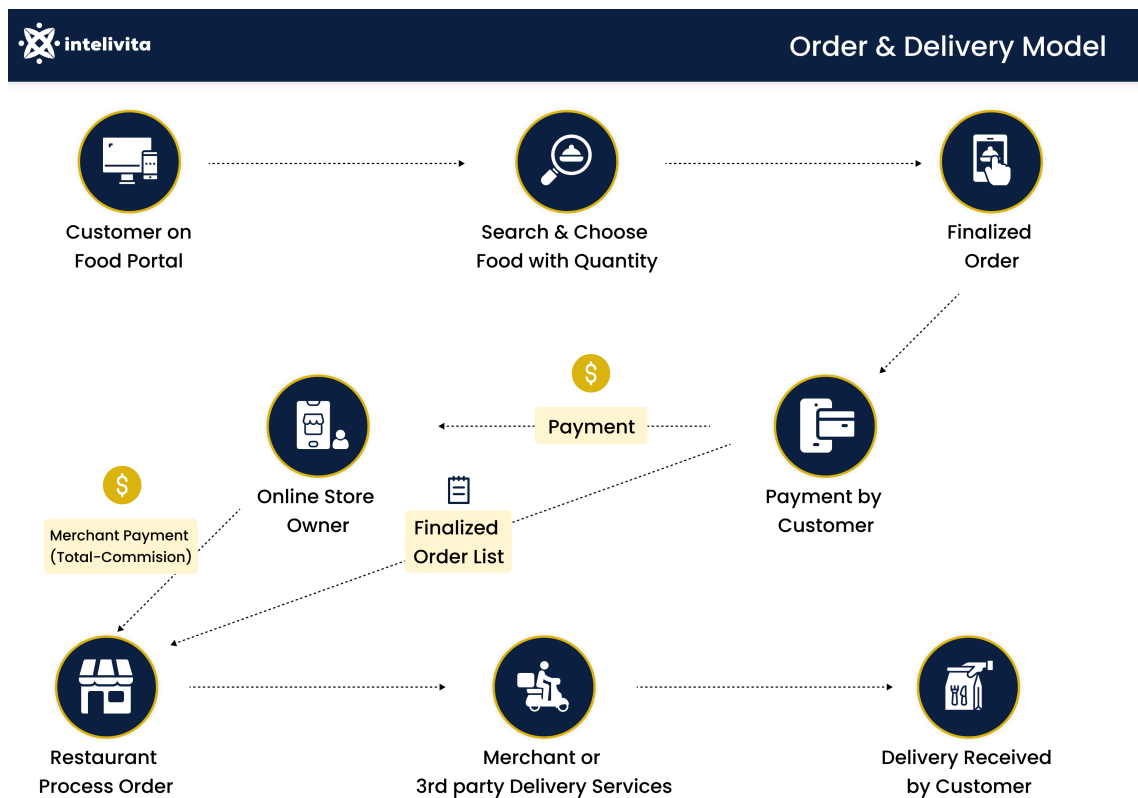 intelivita
Order & Delivery Model
Customer on
Food Portal
Search & Choose
Food with Quantity
Finalized
Order
$
Payment
Payment by
Customer
Online Store
Owner
$
Merchant Payment
(Total-Commision)
Finalized
Order List
Restaurant
Process Order
Merchant or
3rd party Delivery Services
Delivery Received
by Customer